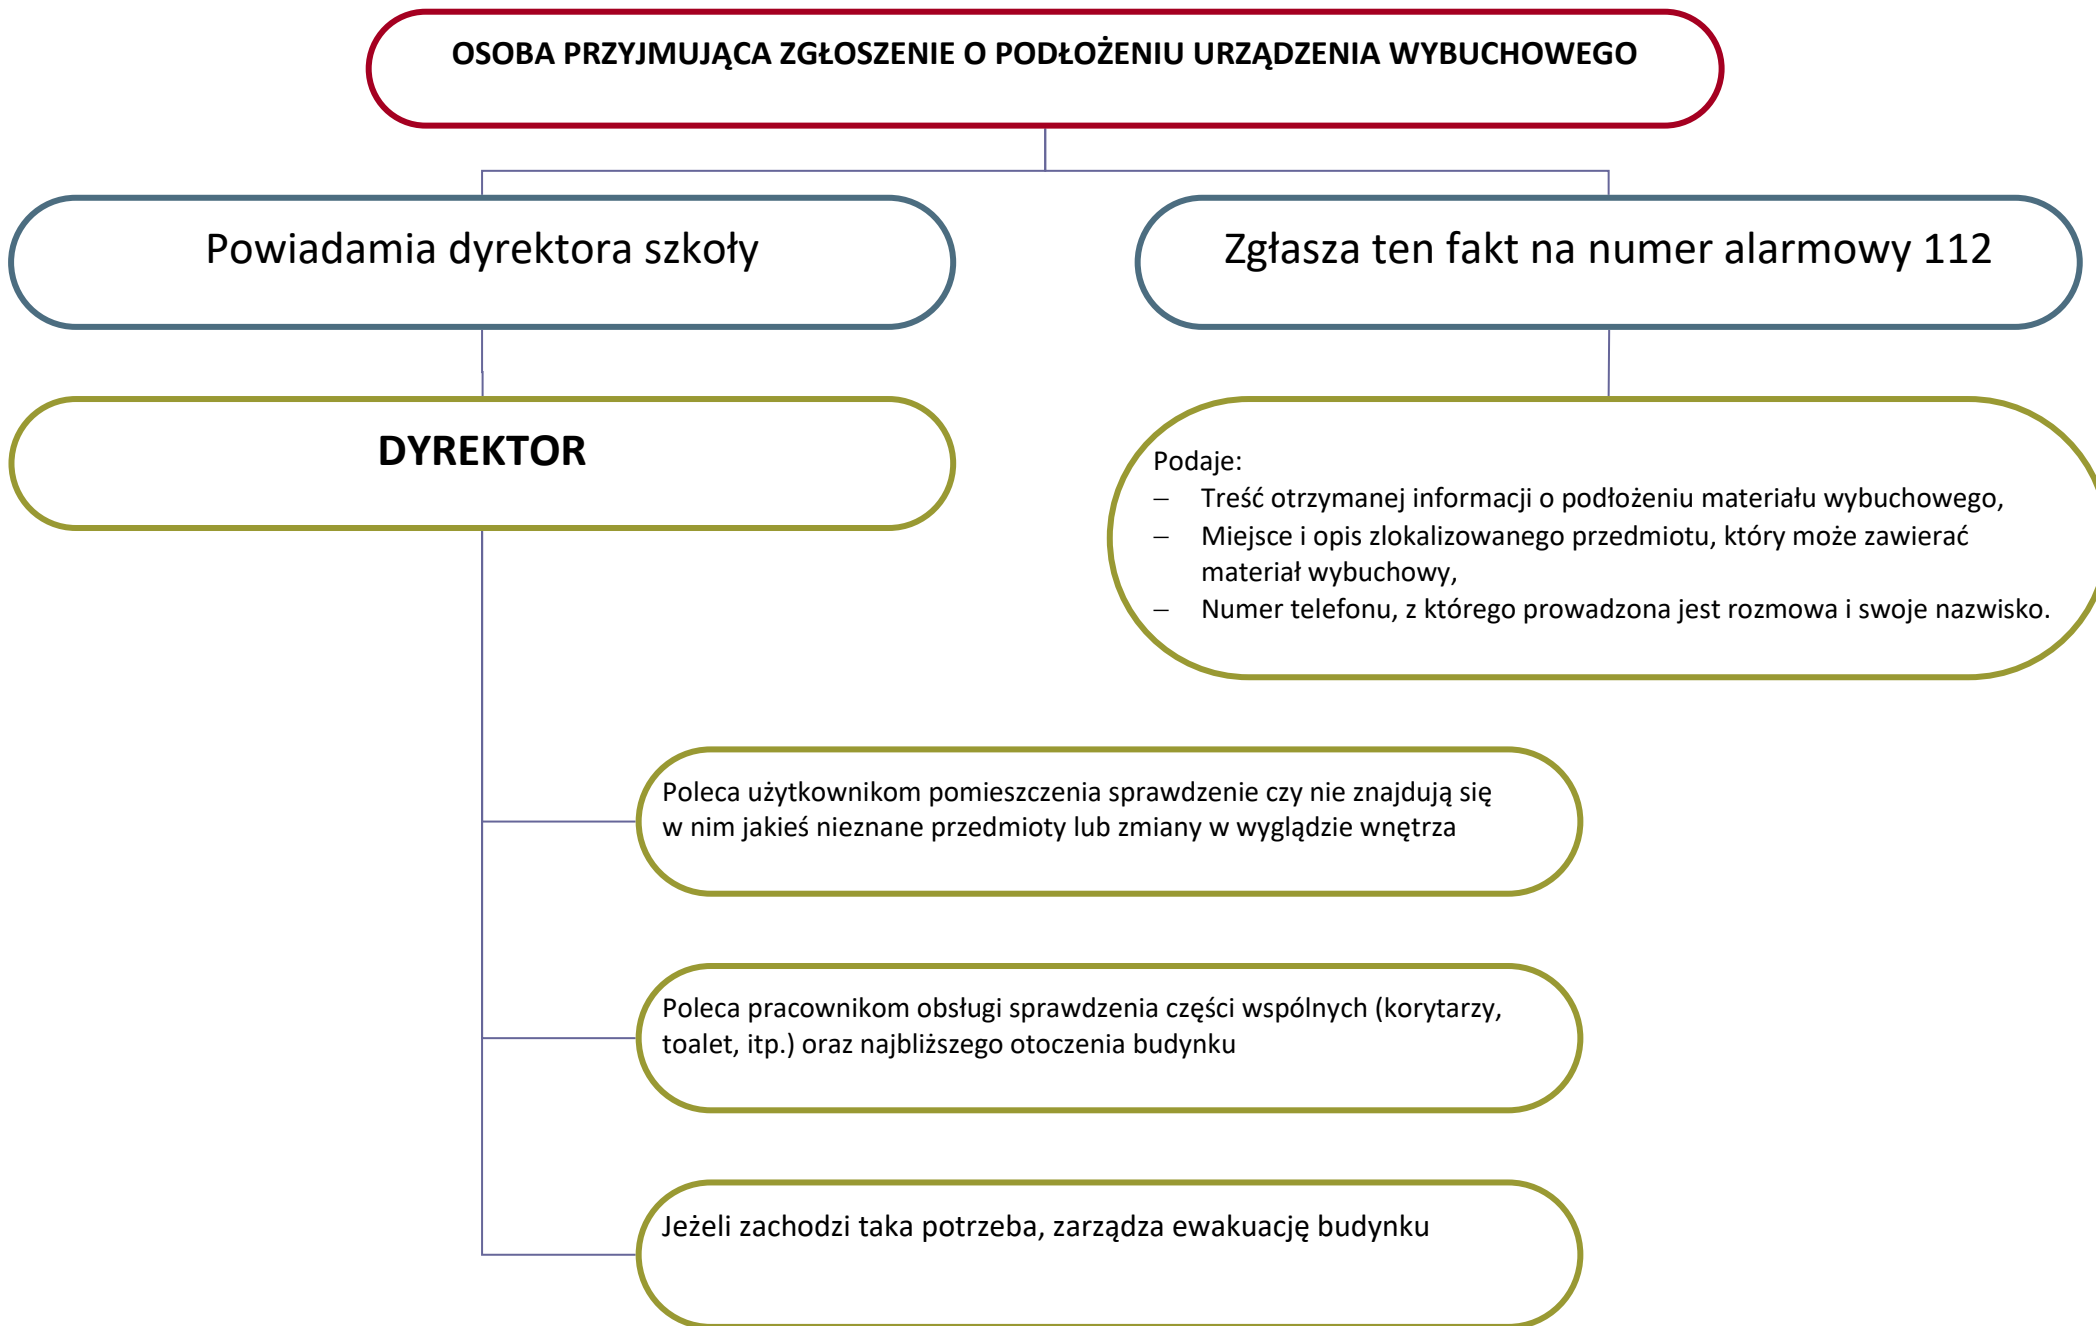 OSOBA PRZYJMUJĄCA ZGŁOSZENIE O PODŁOŻENIU URZĄDZENIA WYBUCHOWEGO
Powiadamia dyrektora szkoły
Zgłasza ten fakt na numer alarmowy 112
DYREKTOR
Podaje:
– Treść otrzymanej informacji o podłożeniu materiału wybuchowego,
– Miejsce i opis zlokalizowanego przedmiotu, który może zawierać
materiał wybuchowy,
– Numer telefonu, z którego prowadzona jest rozmowa i swoje nazwisko.
Poleca użytkownikom pomieszczenia sprawdzenie czy nie znajdują się
w nim jakieś nieznane przedmioty lub zmiany w wyglądzie wnętrza
Poleca pracownikom obsługi sprawdzenia części wspólnych (korytarzy,
toalet, itp.) oraz najbliższego otoczenia budynku
Jeżeli zachodzi taka potrzeba, zarządza ewakuację budynku